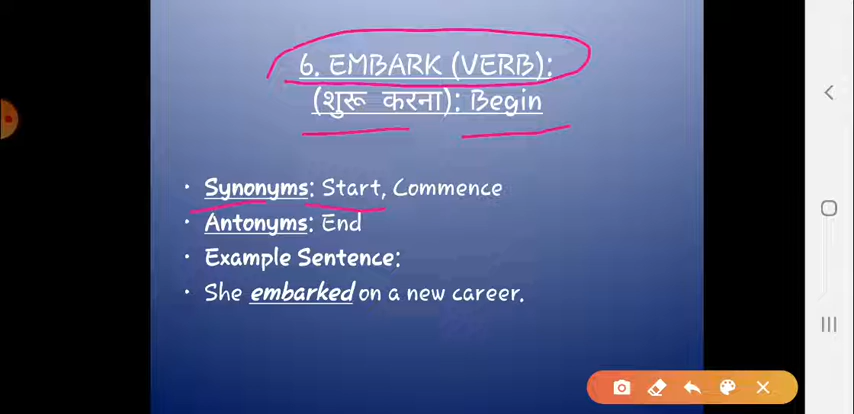 6. EMBARK (VERB):
(शुरू करना): Begin
• Synonyms: Start, Commence
• Antonyms: End
• Example Sentence:
• She embarked on a new career.